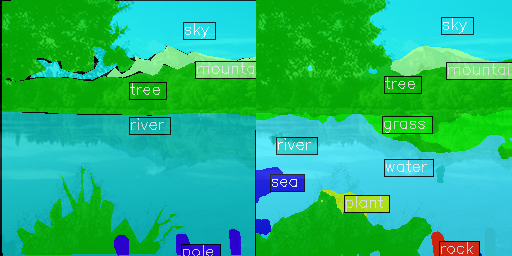 sky
mounta
tree
river
pole
sky
mountai
tree
grass
river
water
sea
plant
rock